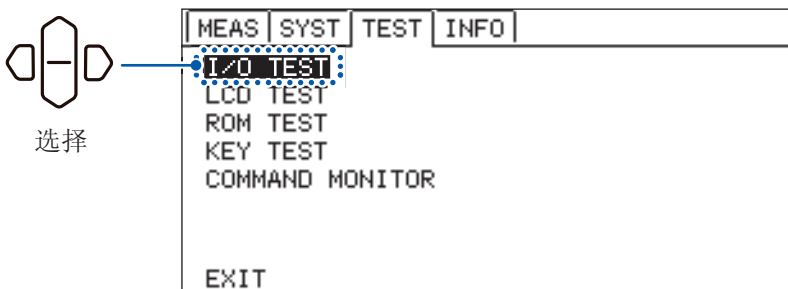 MEAS SYST TEST INFO
I/O TEST
LCD TEST
ROM TEST
KEY TEST
COMMAND MONITOR
EXIT
选择